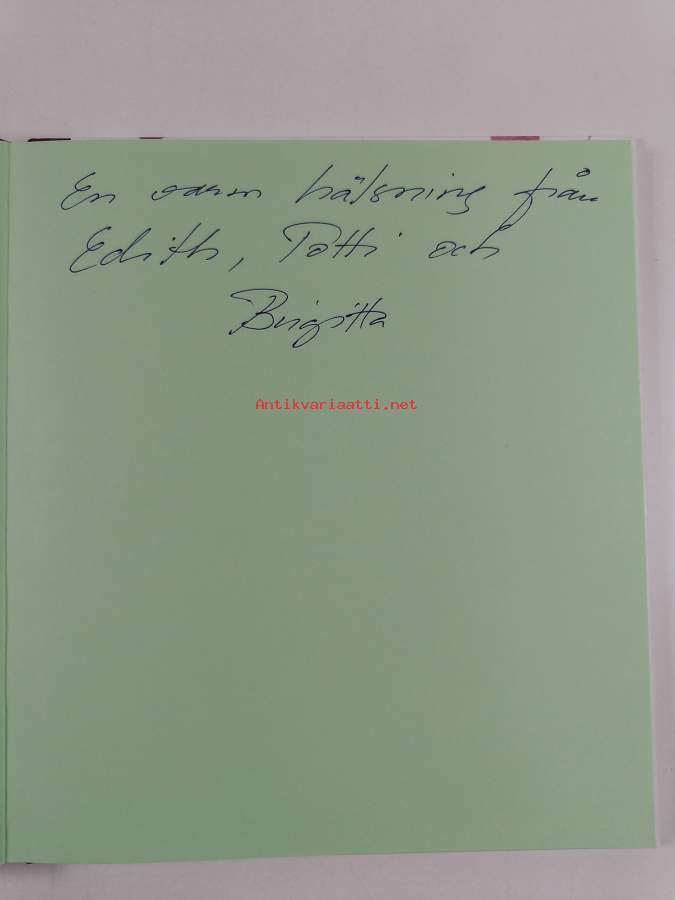 En varm hälsning från
Edith, Totti och
Birgitta
Antikvariaatti.net